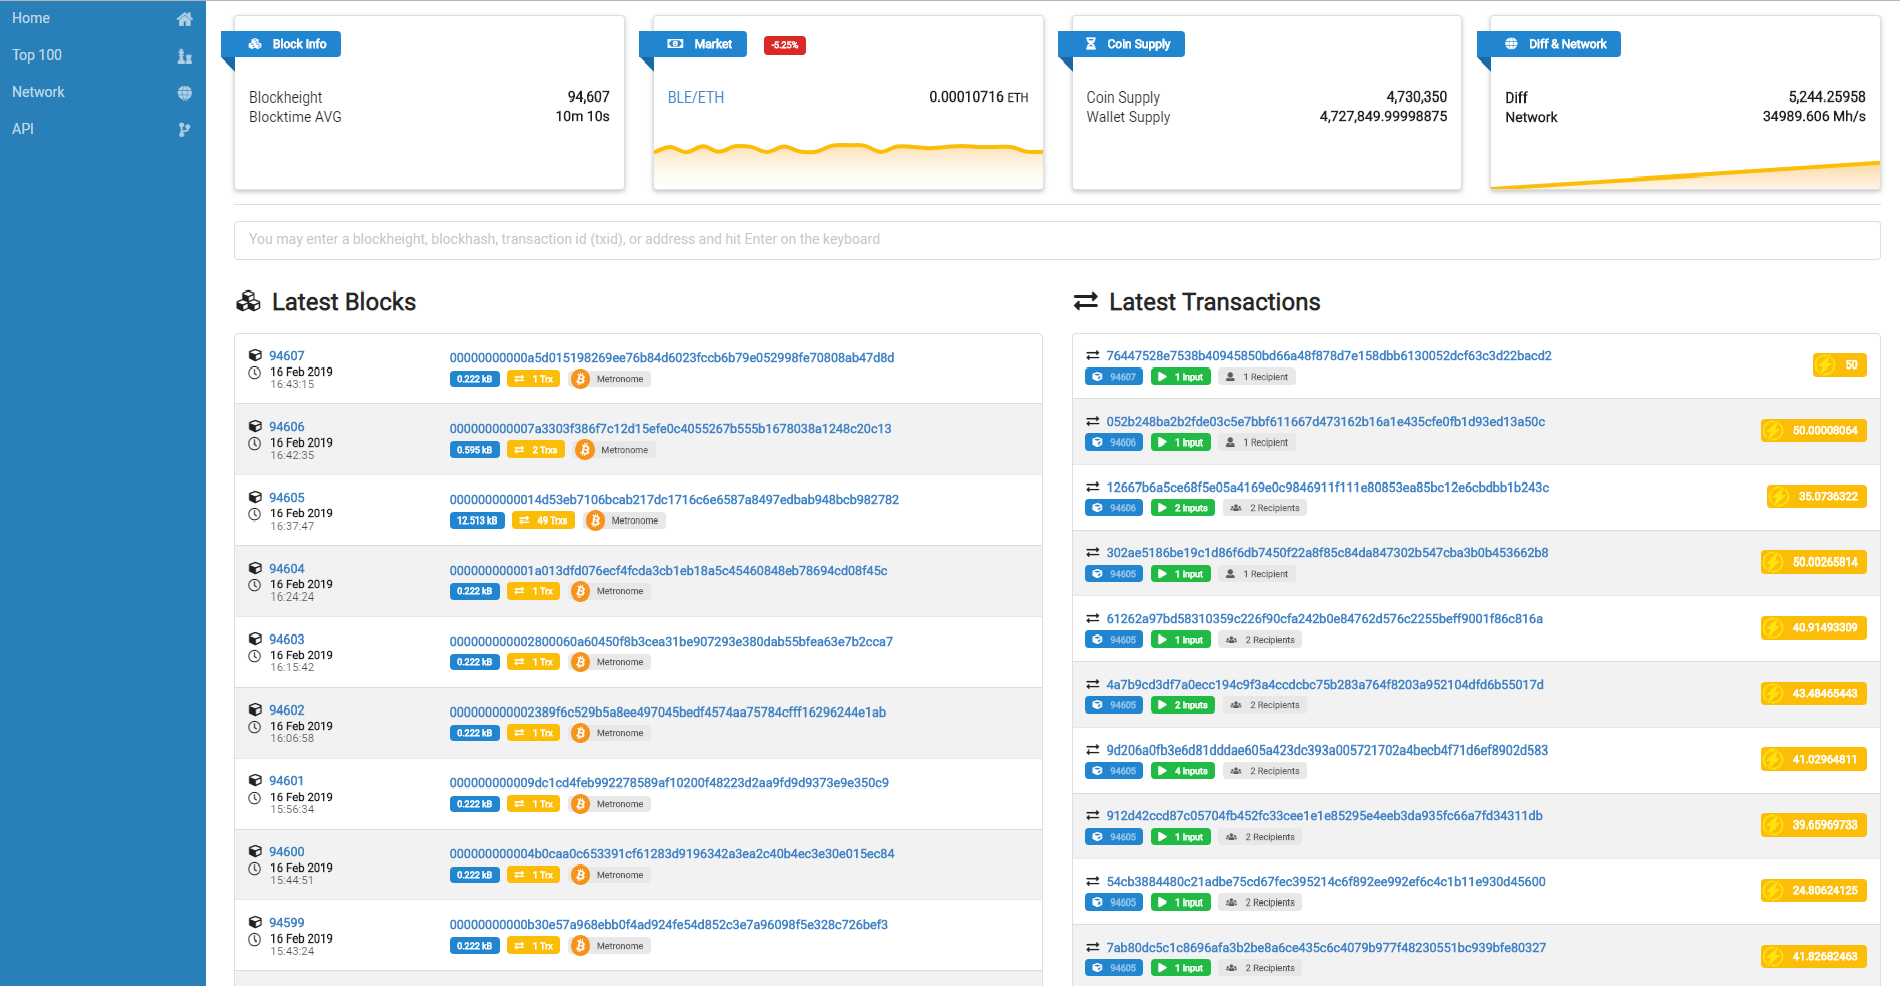 Home
Top 100
Network
API
Block Info
Blockheight 94,607
Blocktime AVG 10m 10s
Market -5.25%
BLE/ETH 0.00010716 ETH
Coin Supply
Coin Supply 4,730,350
Wallet Supply 4,727,849.99998875
Diff & Network
Diff 5,244.25958
Network 34989.606 Mh/s
You may enter a blockheight, blockhash, transaction id (txid), or address and hit Enter on the keyboard
Latest Blocks
94607 00000000000a5d015198269ee76b84d6023fccb6b79e052998fe70808ab47d8d
16 Feb 2019
16:43:15
0.222 kB 1 Trx Metronome
94606 000000000007a3303f386f7c12d15efe0c4055267b555b1678038a1248c20c13
16 Feb 2019
16:42:35
0.595 kB 2 Trxs Metronome
94605 0000000000014d53eb7106bcab217dc1716c6e6587a8497edbab948bcb982782
16 Feb 2019
16:37:47
12.513 kB 49 Trxs Metronome
94604 000000000001a013dfd076ecf4fcda3cb1eb18a5c45460848eb78694cd08f45c
16 Feb 2019
16:24:24
0.222 kB 1 Trx Metronome
94603 000000000002800060a60450f8b3cea31be907293e380dab55bfea63e7b2cca7
16 Feb 2019
16:15:42
0.222 kB 1 Trx Metronome
94602 000000000002389f6c529b5a8ee497045bedf4574aa75784cfff16296244e1ab
16 Feb 2019
16:06:58
0.222 kB 1 Trx Metronome
94601 000000000009dc1cd4feb992278589af10200f48223d2aa9fd9d9373e9e350c9
16 Feb 2019
15:56:34
0.222 kB 1 Trx Metronome
94600 000000000004b0caa0c653391cf61283d9196342a3ea2c40b4ec3e30e015ec84
16 Feb 2019
15:44:51
0.222 kB 1 Trx Metronome
94599 00000000000b30e57a968ebb0f4ad924fe54d852c3e7a96098f5e328c726bef3
16 Feb 2019
15:43:24
0.222 kB 1 Trx Metronome
Latest Transactions
76447528e7538b40945850bd66a48f878d7e158dbb6130052dcf63c3d22bacd2 50
94607 1 Input 1 Recipient
052b248ba2b2fde03c5e7bbf611667d473162b16a1e435cfe0fb1d93ed13a50c 50.00008064
94606 1 Input 1 Recipient
12667b6a5ce68f5e05a4169e0c9846911f111e80853ea85bc12e6cbdbb1b243c 35.0736322
94606 2 Inputs 2 Recipients
302ae5186be19c1d86f6db7450f22a8f85c84da847302b547cba3b0b453662b8 50.00265814
94605 1 Input 1 Recipient
61262a97bd58310359c226f90cfa242b0e84762d576c2255beff9001f86c816a 40.91493309
94605 1 Input 2 Recipients
4a7b9cd3df7a0ecc194c9f3a4ccdcbc75b283a764f8203a952104dfd6b55017d 43.48465443
94605 2 Inputs 2 Recipients
9d206a0fb3e6d81dddae605a423dc393a005721702a4becb4f71d6ef8902d583 41.02964811
94605 4 Inputs 2 Recipients
912d42ccd87c05704fb452fc33cee1e1e85295e4eeb3da935fc66a7fd34311db 39.65969733
94605 1 Input 2 Recipients
54cb3884480c21adbe75cd67fec395214c6f892ee992ef6c4c1b11e930d45600 24.80624125
94605 1 Input 2 Recipients
7ab80dc5c1c8696afa3b2be8a6ce435c6c4079b977f48230551bc939bfe80327 41.82682463
94605 1 Input 2 Recipients